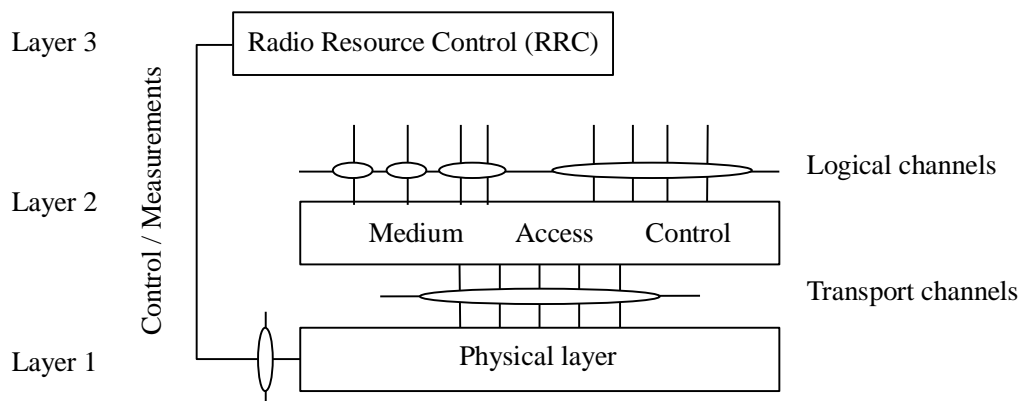 Layer 3
Radio Resource Control (RRC)
Control / Measurements
Logical channels
Layer 2
Medium Access Control
Transport channels
Layer 1
Physical layer